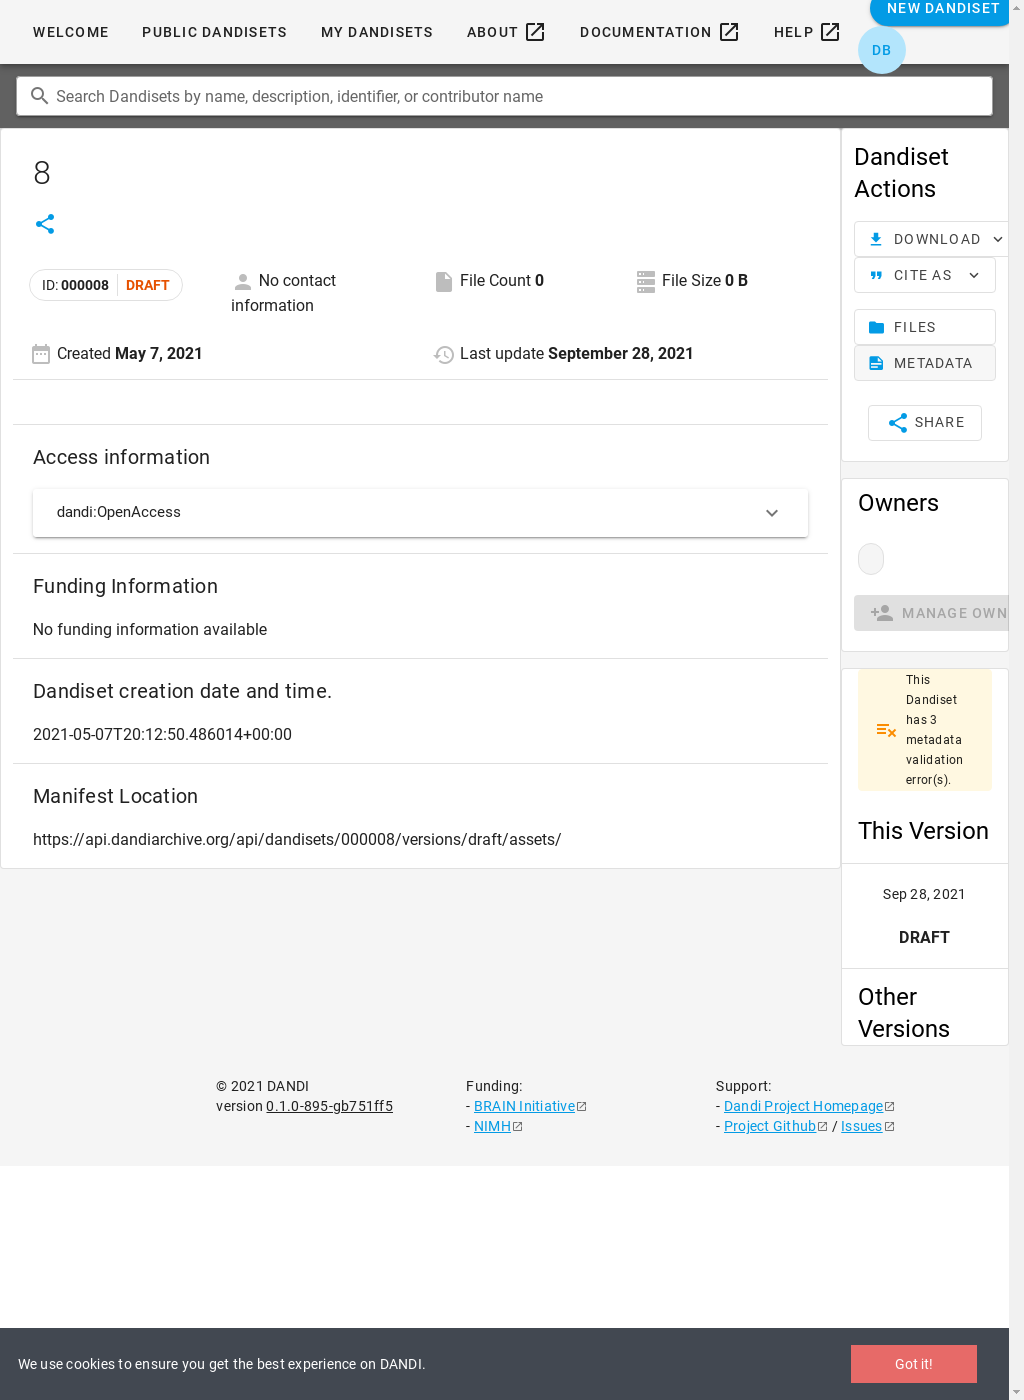 WELCOME
PUBLIC DANDISETS
MY DANDISETS
ABOUT
DOCUMENTATION
HELP
NEW DANDISET
DB
Search Dandisets by name, description, identifier, or contributor name
8
ID: 000008 DRAFT
No contact
information
File Count 0
File Size 0 B
Created May 7, 2021
Last update September 28, 2021
Access information
dandi:OpenAccess
Funding Information
No funding information available
Dandiset creation date and time.
2021-05-07T20:12:50.486014+00:00
Manifest Location
https://api.dandiarchive.org/api/dandisets/000008/versions/draft/assets/
Dandiset
Actions
DOWNLOAD
CITE AS
FILES
METADATA
SHARE
Owners
MANAGE OWN
This
Dandiset
has 3
metadata
validation
error(s).
This Version
Sep 28, 2021
DRAFT
Other
Versions
© 2021 DANDI
version 0.1.0-895-gb751ff5
Funding:
- BRAIN Initiative
- NIMH
Support:
- Dandi Project Homepage
- Project Github / Issues
We use cookies to ensure you get the best experience on DANDI.
Got it!